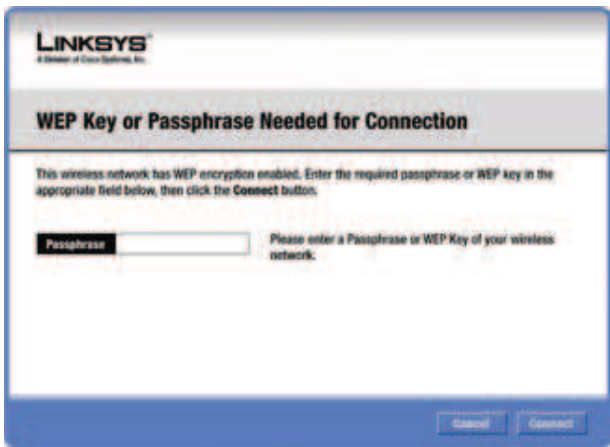 LINKSYS®
A Division of Cisco Systems, Inc.
WEP Key or Passphrase Needed for Connection
This wireless network has WEP encryption enabled. Enter the required passphrase or WEP key in the
appropriate field below, then click the Connect button.
Passphrase
Please enter a Passphrase or WEP Key of your wireless
network.
Cancel
Connect